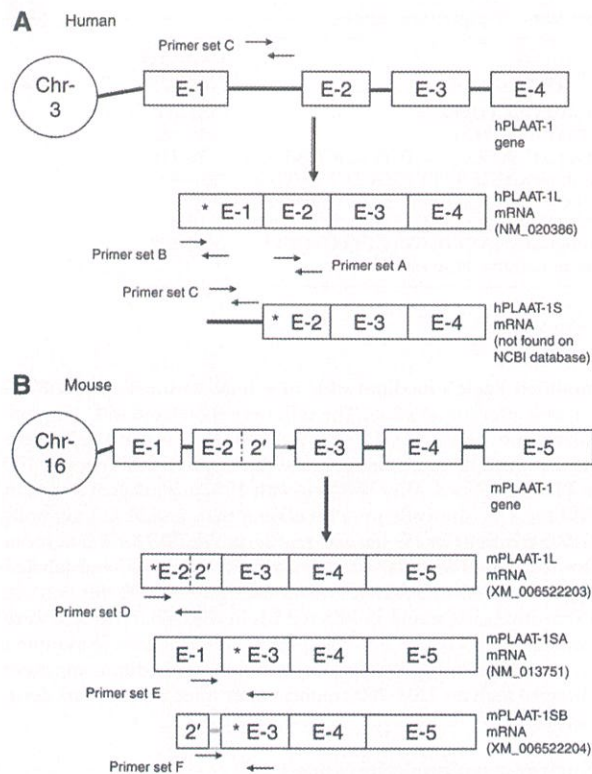 A Human
Primer set C
Chr-
3
E-1 E-2 E-3 E-4
hPLAAT-1
gene
* E-1 E-2 E-3 E-4
hPLAAT-1L
mRNA
(NM_020386)
Primer set B
Primer set A
Primer set C
* E-2 E-3 E-4
hPLAAT-1S
mRNA
(not found on
NCBI database)
B Mouse
Chr-
16
E-1 E-2 2' E-3 E-4 E-5
mPLAAT-1
gene
*E-2 2' E-3 E-4 E-5
mPLAAT-1L
mRNA
(XM_006522203)
Primer set D
E-1 * E-3 E-4 E-5
mPLAAT-1SA
mRNA
(NM_013751)
Primer set E
2' * E-3 E-4 E-5
mPLAAT-1SB
mRNA
(XM_006522204)
Primer set F